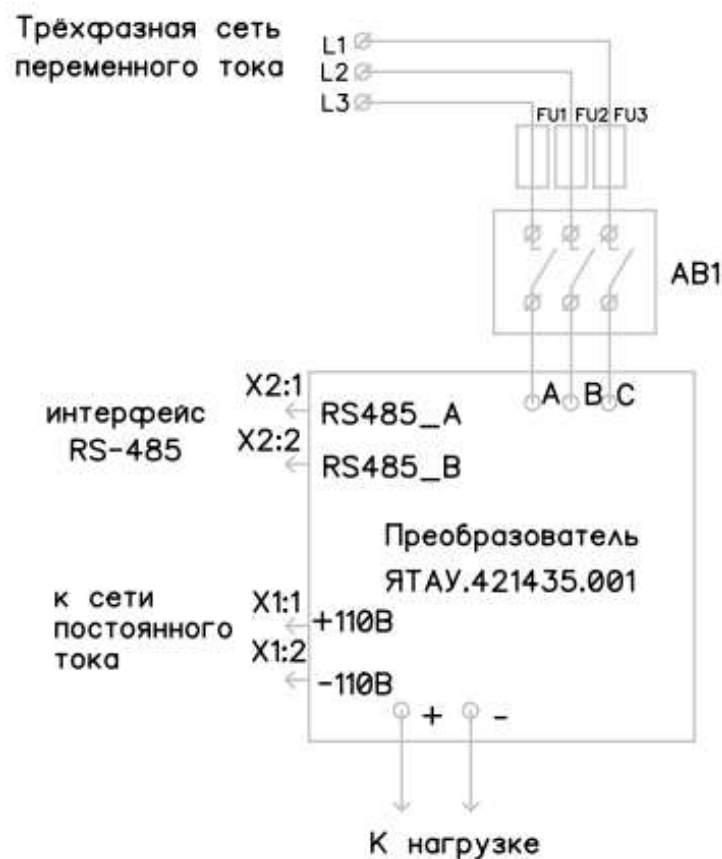 Трёхфазная сеть
переменного тока
L1
L2
L3
FU1 FU2 FU3
АВ1
A B C
X2:1
RS485_A
интерфейс
RS-485
X2:2
RS485_B
Преобразователь
ЯТАУ.421435.001
к сети
постоянного
тока
X1:1
+110В
X1:2
-110В
+ -
К нагрузке